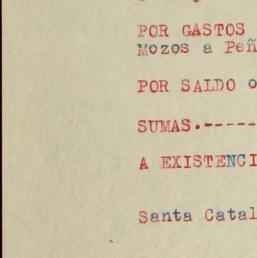 POR GASTOS
Mozos a Peñ
POR SALDO
SUMAS.-----
A EXISTENCI
Santa Catal